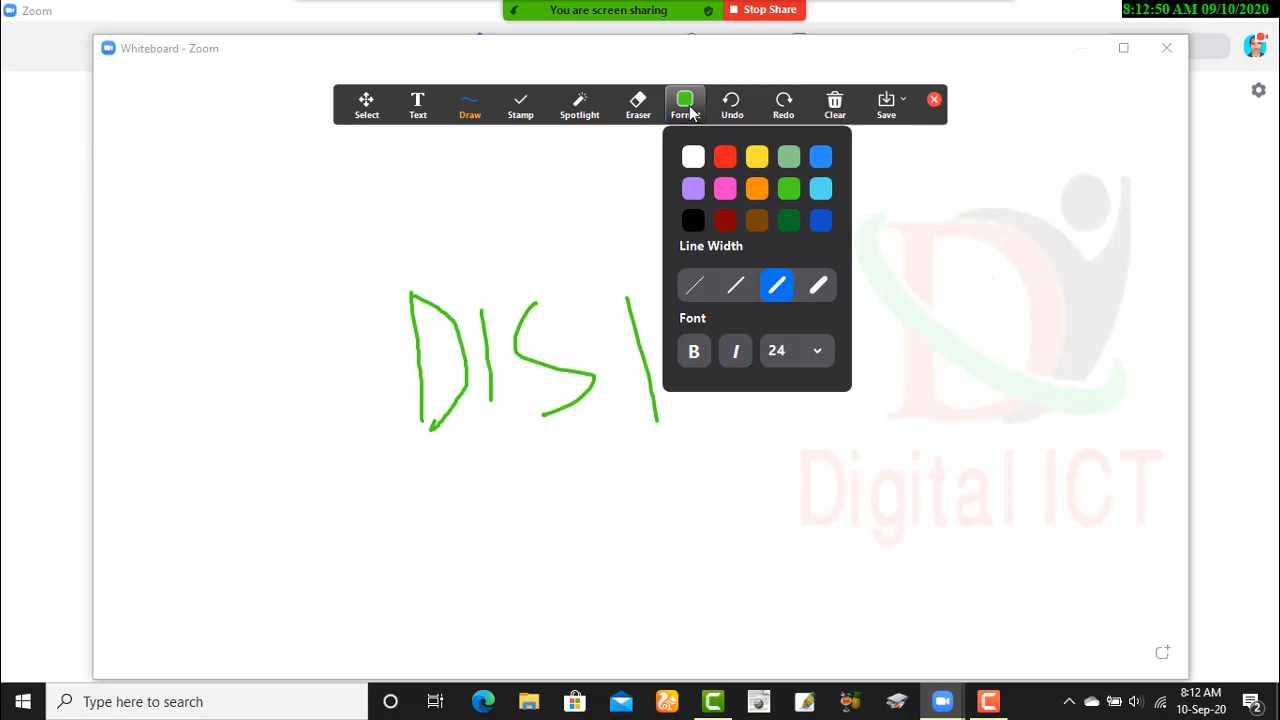 Zoom
You are screen sharing
Stop Share
8:12:50 AM 09/10/2020
Whiteboard - Zoom
Select
Text
Draw
Stamp
Spotlight
Eraser
Undo
Redo
Clear
Save
Line Width
Font
B
I
24
DIS I
Digital ICT
Type here to search
8:12 AM
10-Sep-20
2